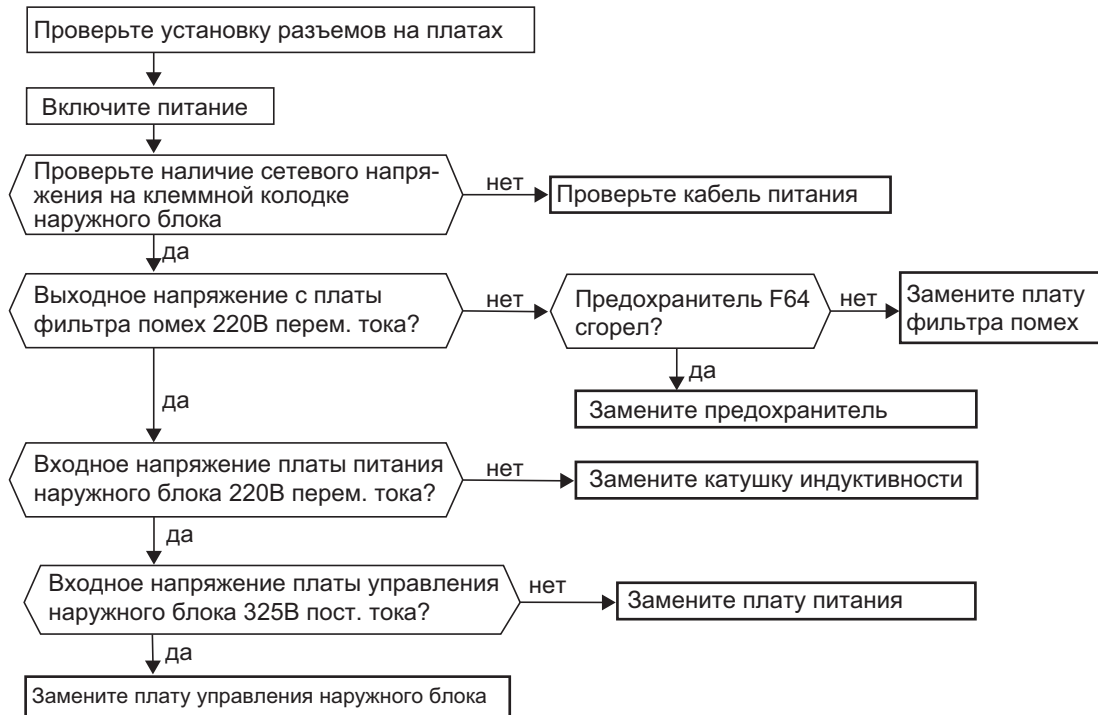 Проверьте установку разъемов на платах
Включите питание
Проверьте наличие сетевого напря-
жения на клеммной колодке
наружного блока
нет
Проверьте кабель питания
да
Выходное напряжение с платы
фильтра помех 220В перем. тока?
нет
Предохранитель F64
сгорел?
нет
Замените плату
фильтра помех
да
Замените предохранитель
да
Входное напряжение платы питания
наружного блока 220В перем. тока?
нет
Замените катушку индуктивности
да
Входное напряжение платы управления
наружного блока 325В пост. тока?
нет
Замените плату питания
да
Замените плату управления наружного блока